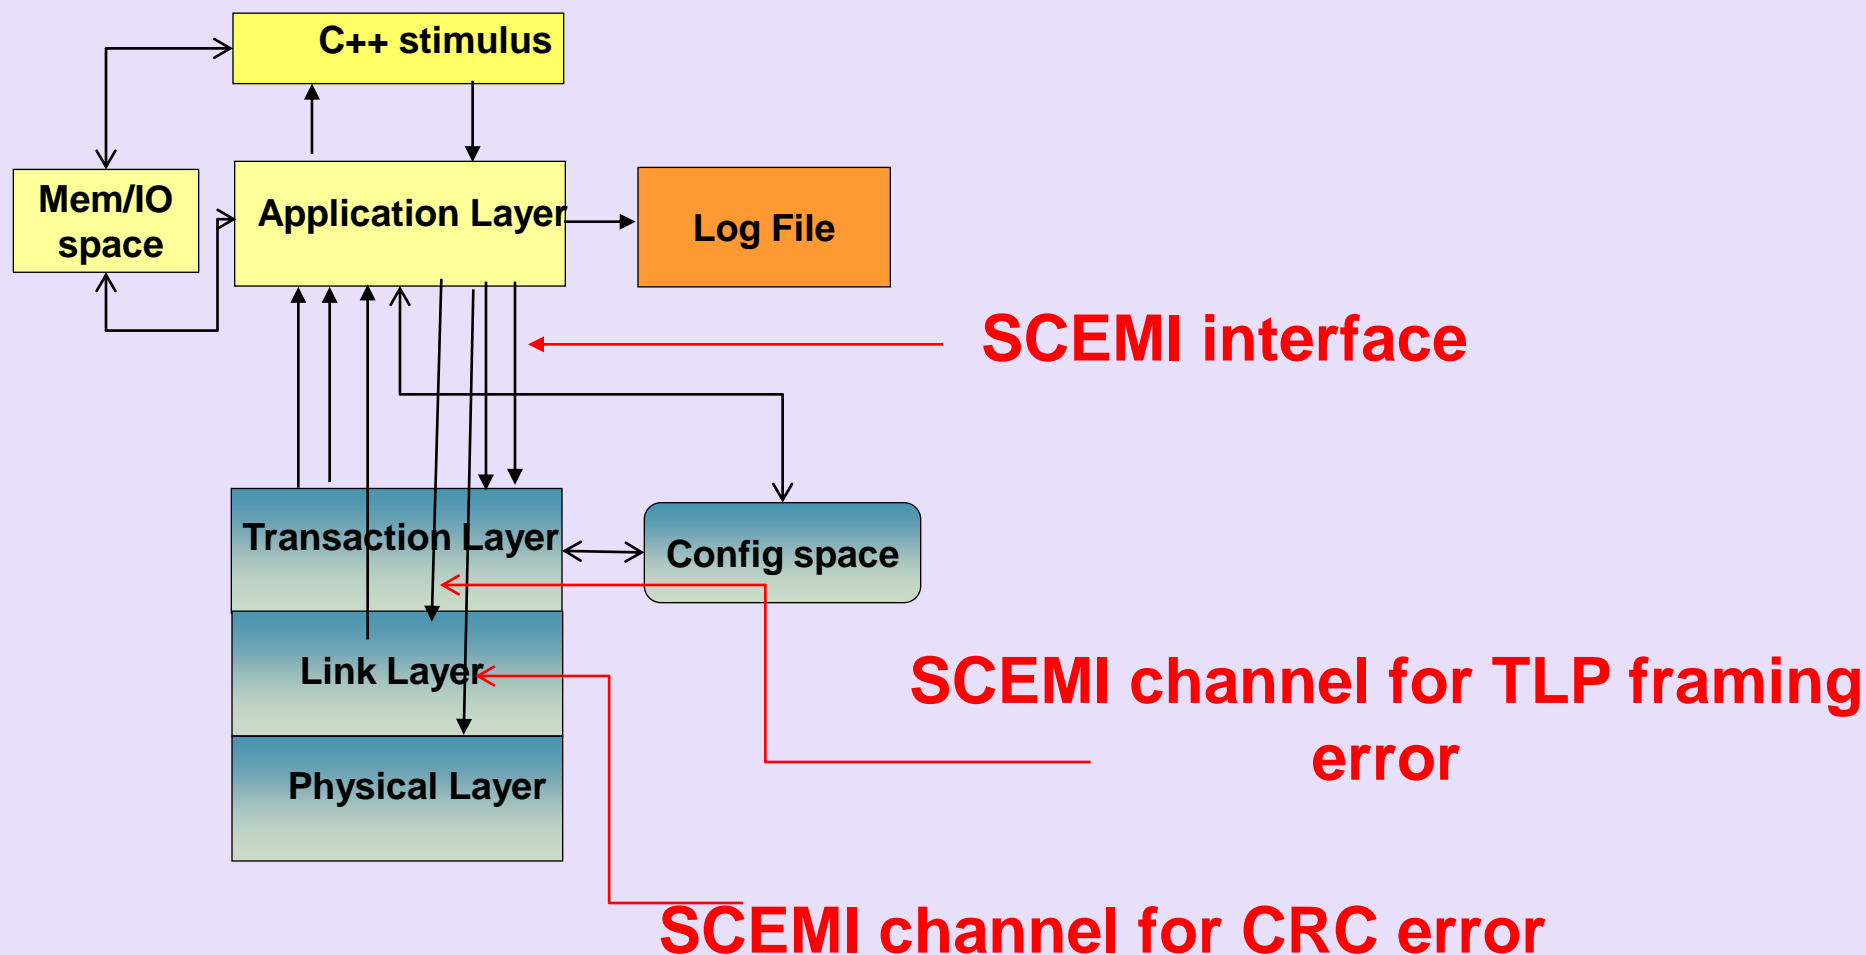 C++ stimulus
Mem/IO
space
Application Layer
Log File
SCEMI interface
Transaction Layer
Config space
Link Layer
SCEMI channel for TLP framing
error
Physical Layer
SCEMI channel for CRC error